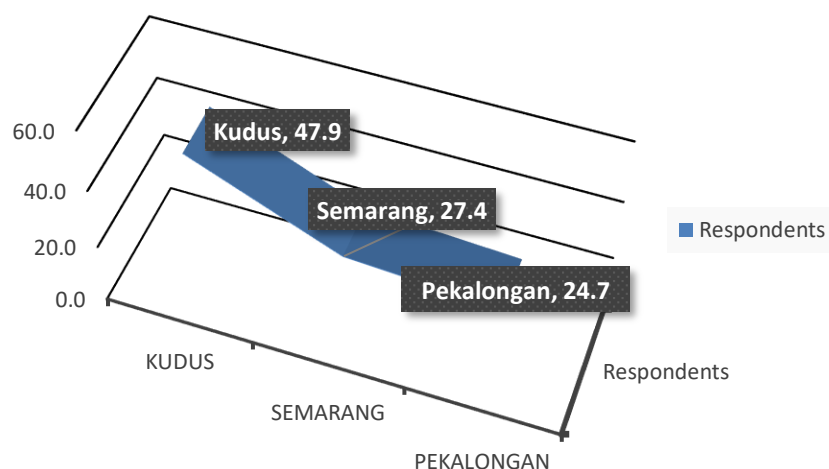 60.0
40.0
20.0
0.0
Kudus, 47.9
Semarang, 27.4
Pekalongan, 24.7
KUDUS
SEMARANG
PEKALONGAN
Respondents
Respondents